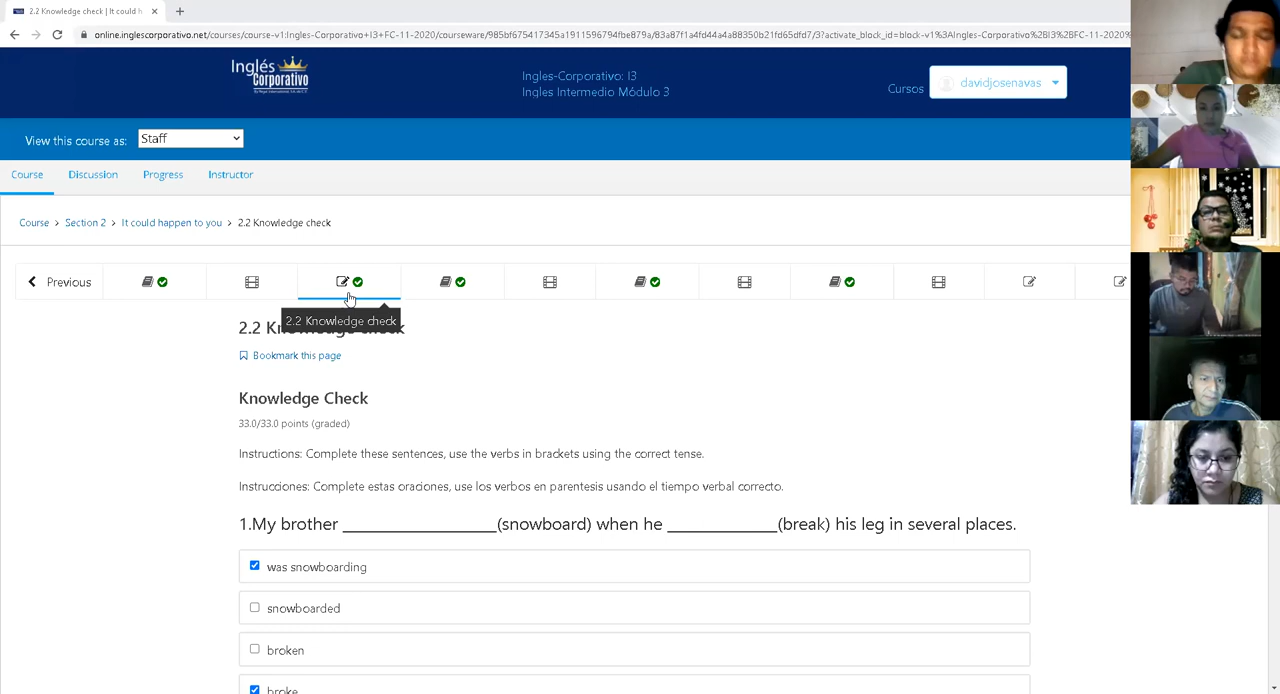 2.2 Knowledge check | It could h
online.inglescorporativo.net/courses/course-v1:Ingles-Corporativo+I3+FC-11-2020/courseware/985bf675417345a1911596794fbe879a/83a87f1a4fd44a4a88350b21fd65dfd7/3?activate_block_id=block-v1%3AIngles-Corporativo%2BI3%2BFC-11-2020%
Inglés
Corporativo
Ingles-Corporativo: I3
Ingles Intermedio Módulo 3
Cursos
davidjosenavas
View this course as:
Staff
Course
Discussion
Progress
Instructor
Course > Section 2 > It could happen to you > 2.2 Knowledge check
Previous
2.2 Knowledge check
2.2 Knowledge check
Bookmark this page
Knowledge Check
33.0/33.0 points (graded)
Instructions: Complete these sentences, use the verbs in brackets using the correct tense.
Instrucciones: Complete estas oraciones, use los verbos en parentesis usando el tiempo verbal correcto.
1.My brother _________________(snowboard) when he ____________(break) his leg in several places.
was snowboarding
snowboarded
broken
broke